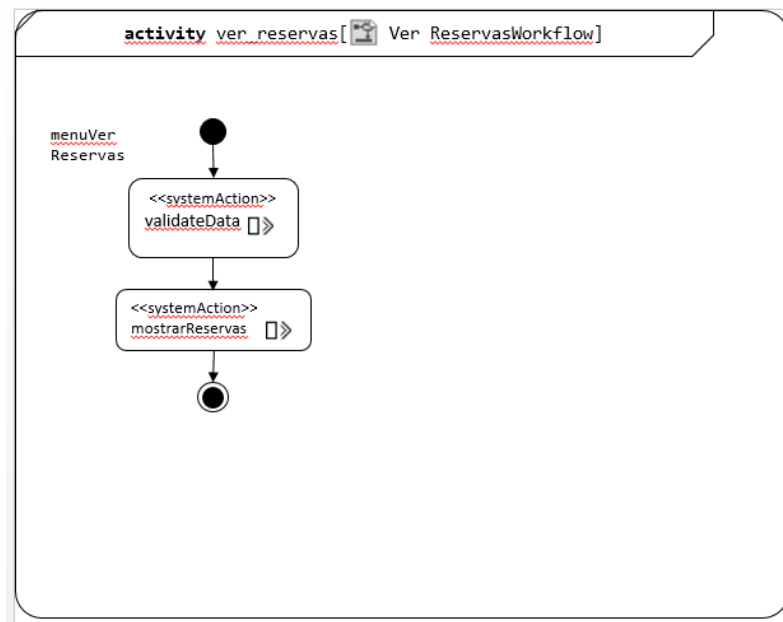 activity ver_reservas[ Ver ReservasWorkflow]
menuVer
Reservas
<<systemAction>>
validateData
<<systemAction>>
mostrarReservas